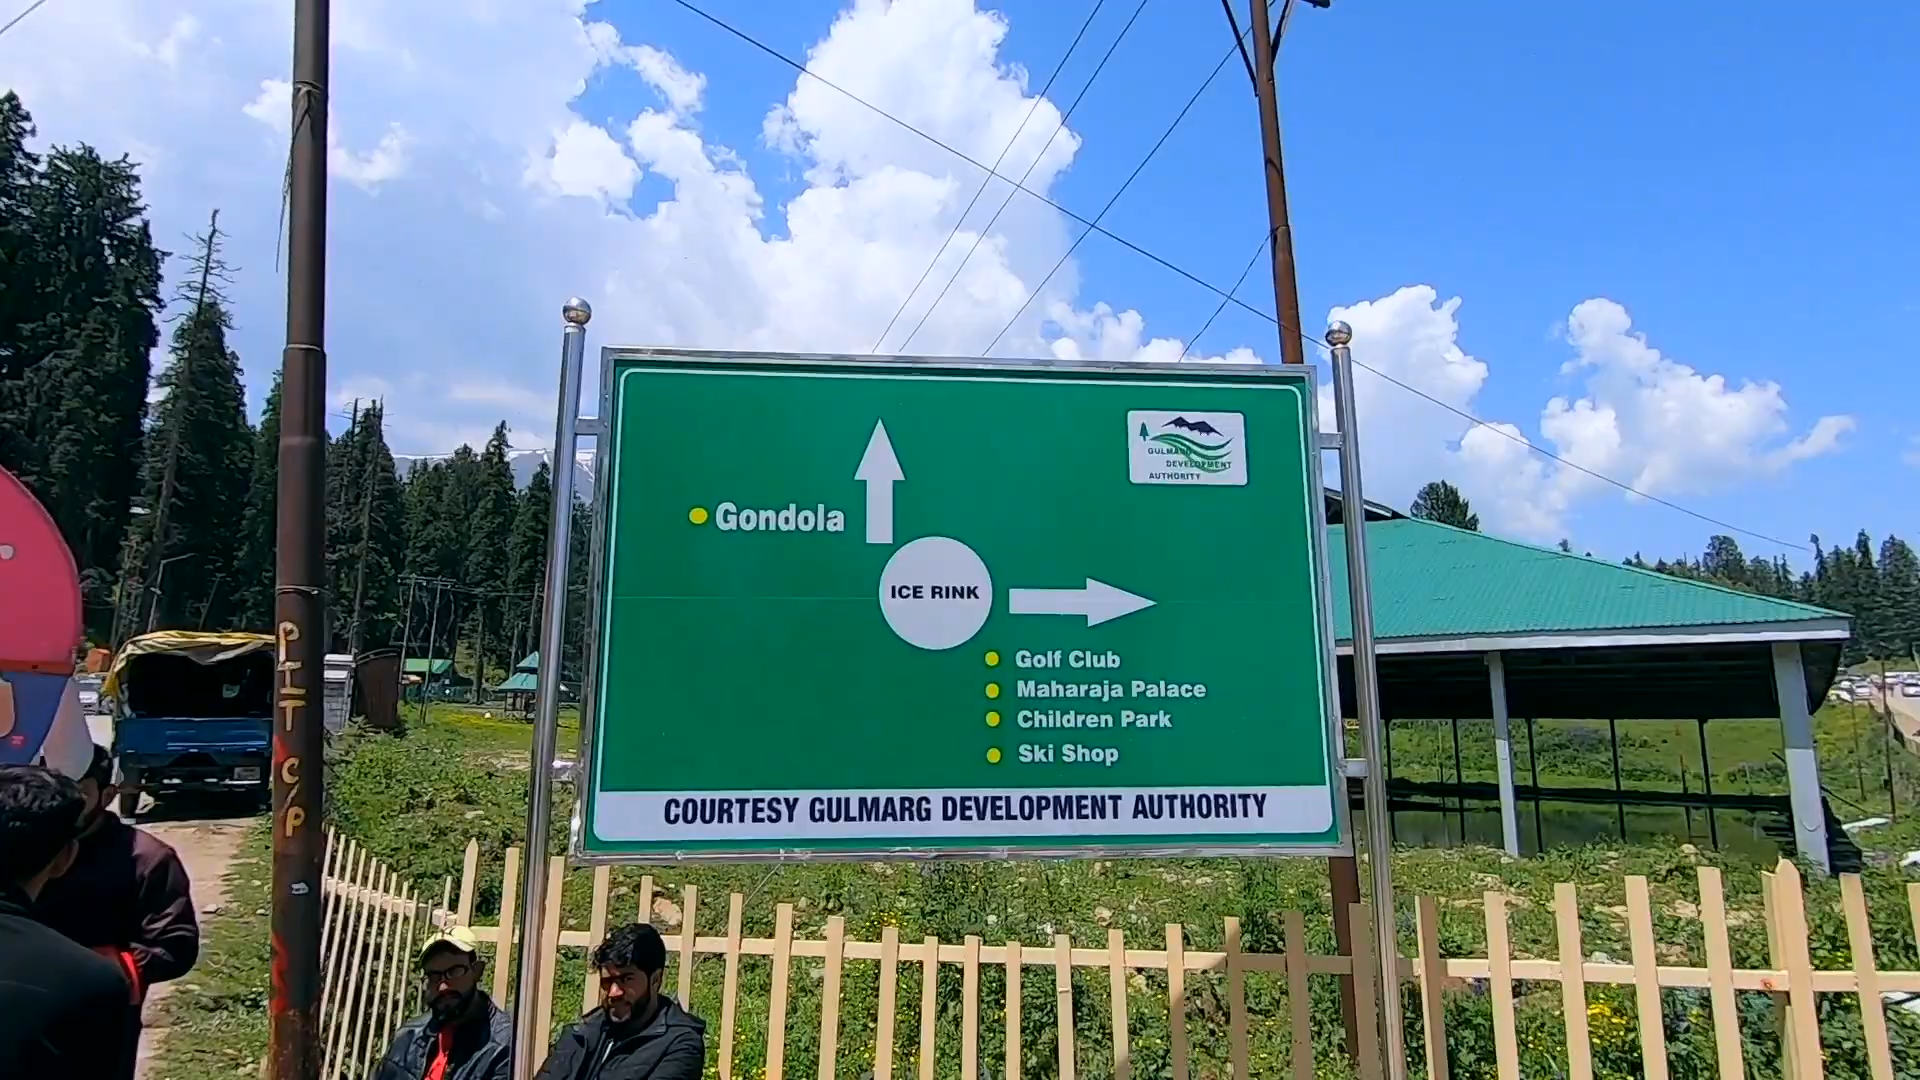 GULMARG
DEVELOPMENT
AUTHORITY
Gondola
ICE RINK
Golf Club
Maharaja Palace
Children Park
Ski Shop
COURTESY GULMARG DEVELOPMENT AUTHORITY
PIT C/P